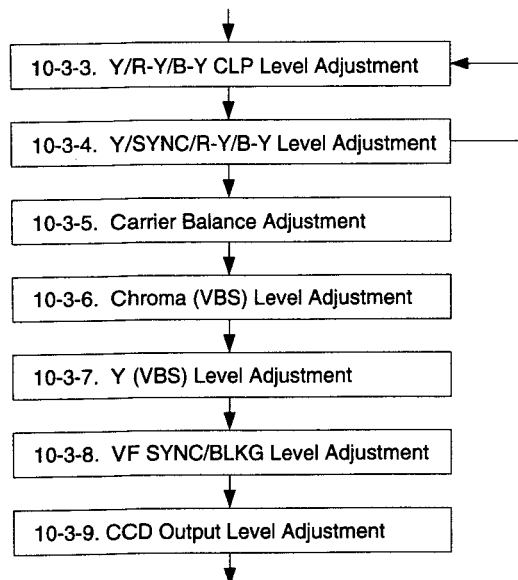 10-3-3. Y/R-Y/B-Y CLP Level Adjustment
10-3-4. Y/SYNC/R-Y/B-Y Level Adjustment
10-3-5. Carrier Balance Adjustment
10-3-6. Chroma (VBS) Level Adjustment
10-3-7. Y (VBS) Level Adjustment
10-3-8. VF SYNC/BLKG Level Adjustment
10-3-9. CCD Output Level Adjustment